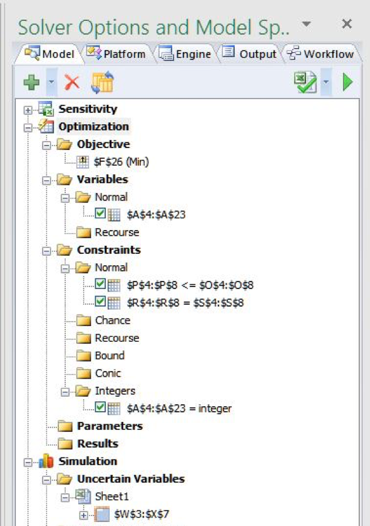 Solver Options and Model Sp..
Model Platform Engine Output Workflow
Sensitivity
Optimization
Objective
$F$26 (Min)
Variables
Normal
$A$4:$A$23
Recourse
Constraints
Normal
$P$4:$P$8 <= $O$4:$O$8
$R$4:$R$8 = $S$4:$S$8
Chance
Recourse
Bound
Conic
Integers
$A$4:$A$23 = integer
Parameters
Results
Simulation
Uncertain Variables
Sheet1
$W$3:$X$7